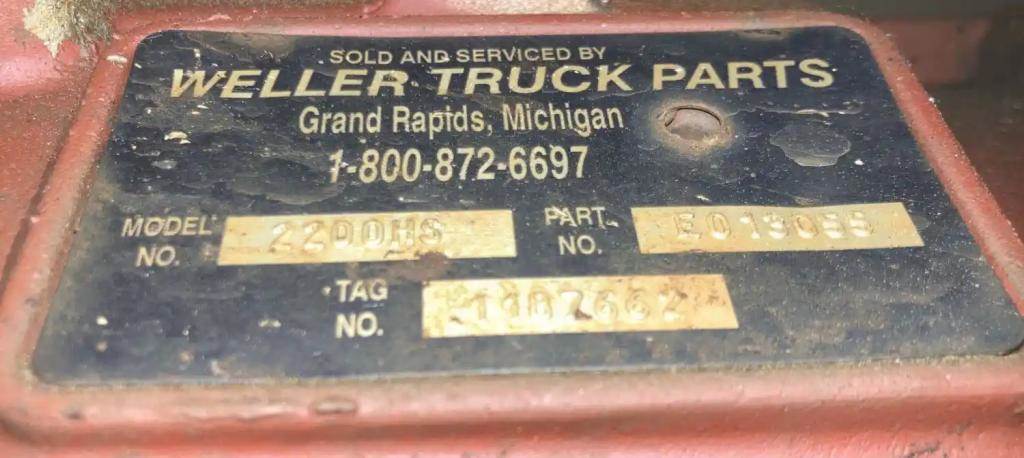 SOLD AND SERVICED BY
WELLER TRUCK PARTS
Grand Rapids, Michigan
1-800-872-6697
MODEL NO. 2200HS PART NO.
TAG NO.